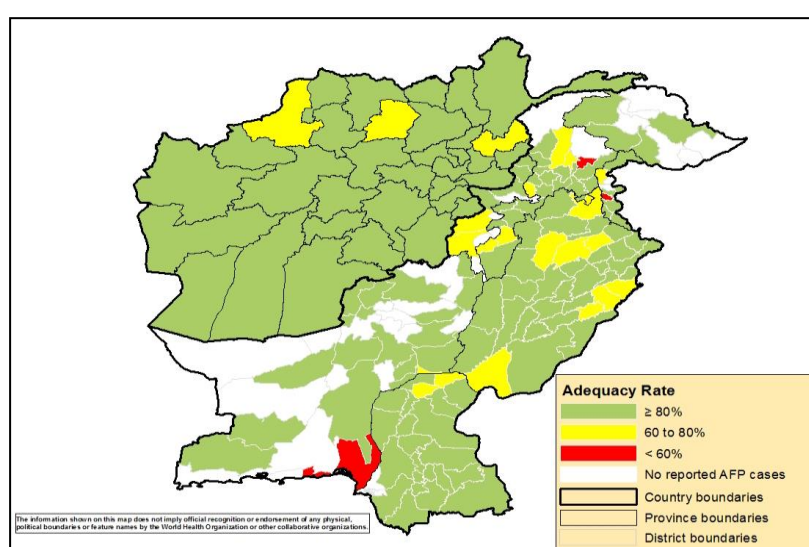 Adequacy Rate
≥ 80%
60 to 80%
< 60%
No reported AFP cases
Country boundaries
Province boundaries
District boundaries
The information shown on this map does not imply official recognition or endorsement of any physical,
political boundaries or feature names by the World Health Organization or other collaborative organizations.